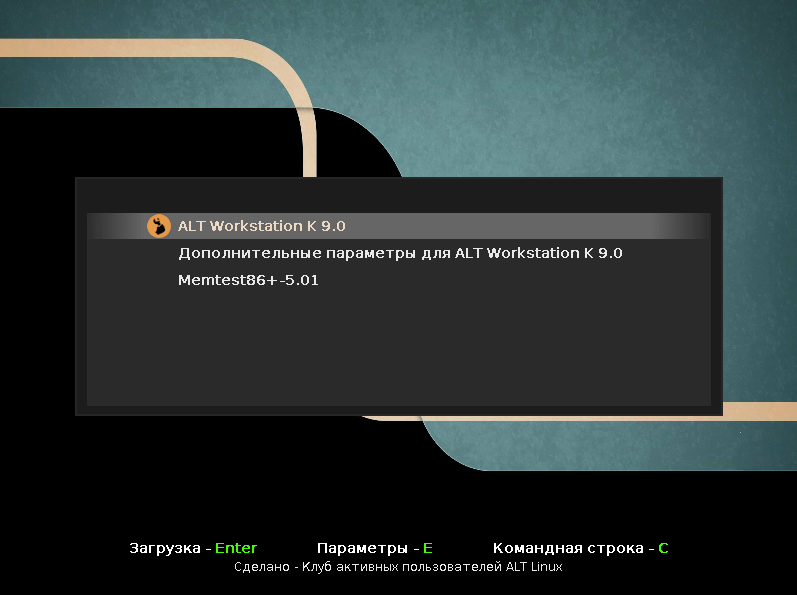 ALT Workstation K 9.0
Дополнительные параметры для ALT Workstation K 9.0
Memtest86+-5.01
Загрузка - Enter Параметры - E Командная строка - C
Сделано - Клуб активных пользователей ALT Linux